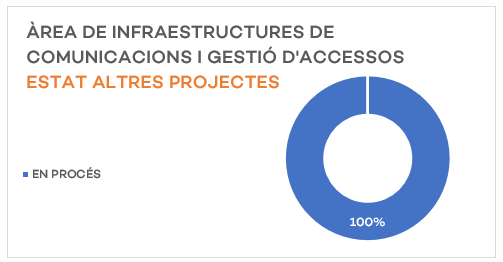 ÀREA DE INFRAESTRUCTURES DE
COMUNICACIONS I GESTIÓ D'ACCESSOS
ESTAT ALTRES PROJECTES
EN PROCÉS
100%